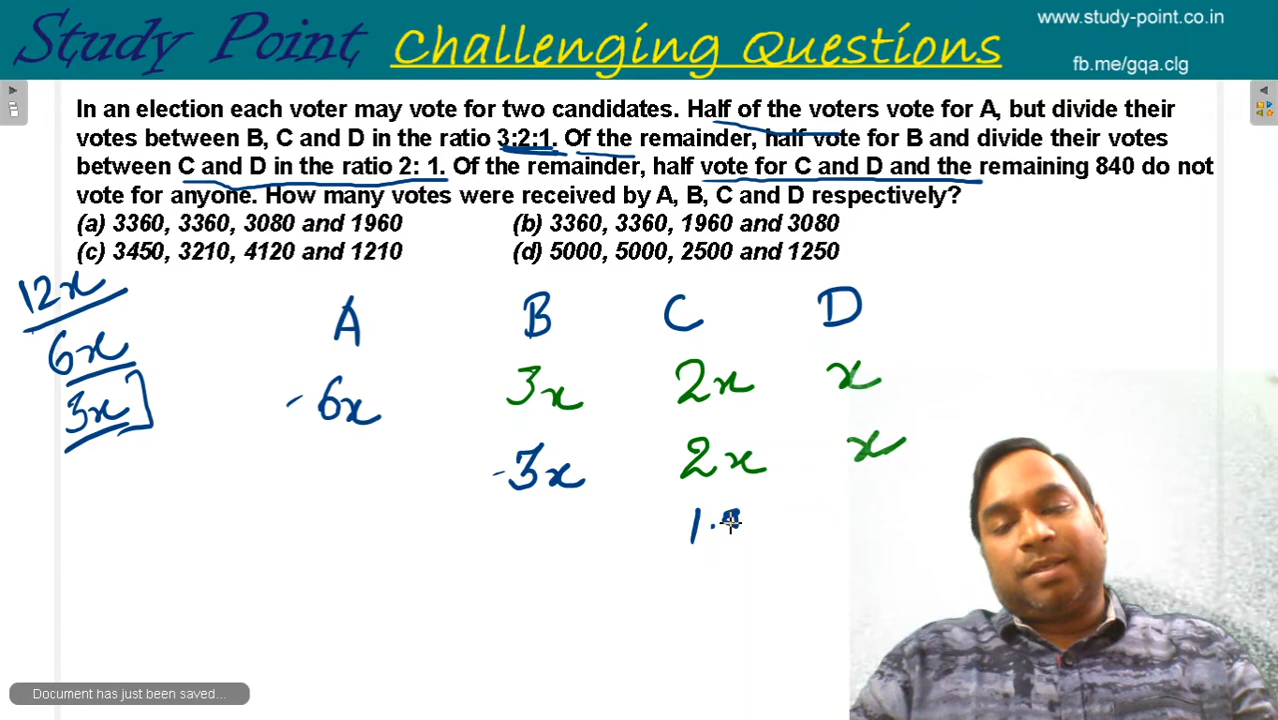 Study Point Challenging Questions
www.study-point.co.in
fb.me/gqa.clg
In an election each voter may vote for two candidates. Half of the voters vote for A, but divide their
votes between B, C and D in the ratio 3:2:1. Of the remainder, half vote for B and divide their votes
between C and D in the ratio 2: 1. Of the remainder, half vote for C and D and the remaining 840 do not
vote for anyone. How many votes were received by A, B, C and D respectively?
(a) 3360, 3360, 3080 and 1960 (b) 3360, 3360, 1960 and 3080
(c) 3450, 3210, 4120 and 1210 (d) 5000, 5000, 2500 and 1250
12x
6x
3x
A B C D
-6x 3x 2x x
-3x 2x x
1.
Document has just been saved...